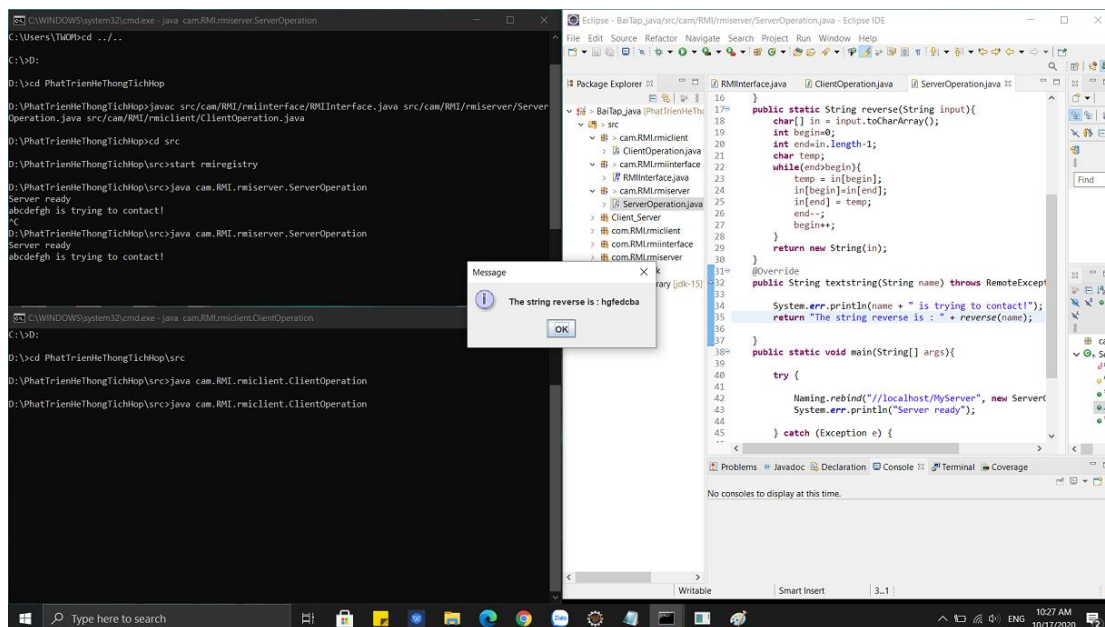 C:\WINDOWS\system32\cmd.exe - java cam.RMI.rmiserver.ServerOperation
C:\Users\TWOM>cd ../..
C:\>D:
D:\>cd PhatTrienHeThongTichHop
D:\PhatTrienHeThongTichHop>javac src/cam/RMI/rmiinterface/RMIInterface.java src/cam/RMI/rmiserver/Server
Operation.java src/cam/RMI/rmiclient/ClientOperation.java
D:\PhatTrienHeThongTichHop>cd src
D:\PhatTrienHeThongTichHop\src>start rmiregistry
D:\PhatTrienHeThongTichHop\src>java cam.RMI.rmiserver.ServerOperation
Server ready
abcdefgh is trying to contact!
^C
D:\PhatTrienHeThongTichHop\src>java cam.RMI.rmiserver.ServerOperation
Server ready
abcdefgh is trying to contact!
C:\WINDOWS\system32\cmd.exe - java cam.RMI.rmiclient.ClientOperation
C:\>D:
D:\>cd PhatTrienHeThongTichHop\src
D:\PhatTrienHeThongTichHop\src>java cam.RMI.rmiclient.ClientOperation
D:\PhatTrienHeThongTichHop\src>java cam.RMI.rmiclient.ClientOperation
Message
The string reverse is : hgfedcba
OK
Eclipse - BaiTap_java/src/cam/RMI/rmiserver/ServerOperation.java - Eclipse IDE
File Edit Source Refactor Navigate Search Project Run Window Help
Package Explorer
BaiTap_java [PhatTrienHeTho
src
cam.RMI.rmiclient
ClientOperation.java
cam.RMI.rmiinterface
RMIInterface.java
cam.RMI.rmiserver
ServerOperation.java
Client_Server
com.RMI.rmiclient
com.RMI.rmiinterface
com.RMI.rmiserver
k
rary [jdk-15]
RMIInterface.java ClientOperation.java ServerOperation.java
16 }
17 public static String reverse(String input){
18 char[] in = input.toCharArray();
19 int begin=0;
20 int end=in.length-1;
21 char temp;
22 while(end>begin){
23 temp = in[begin];
24 in[begin]=in[end];
25 in[end] = temp;
26 end--;
27 begin++;
28 }
29 return new String(in);
30 }
31 @Override
32 public String textstring(String name) throws RemoteExcept
33
34 System.err.println(name + " is trying to contact!");
35 return "The string reverse is : " + reverse(name);
36
37 }
38 public static void main(String[] args){
39
40 try {
41
42 Naming.rebind("//localhost/MyServer", new ServerO
43 System.err.println("Server ready");
44
45 } catch (Exception e) {
Find
ca
Se
Problems Javadoc Declaration Console Terminal Coverage
No consoles to display at this time.
Writable Smart Insert 3...1
Type here to search
Zalo
ENG
10:27 AM
10/17/2020